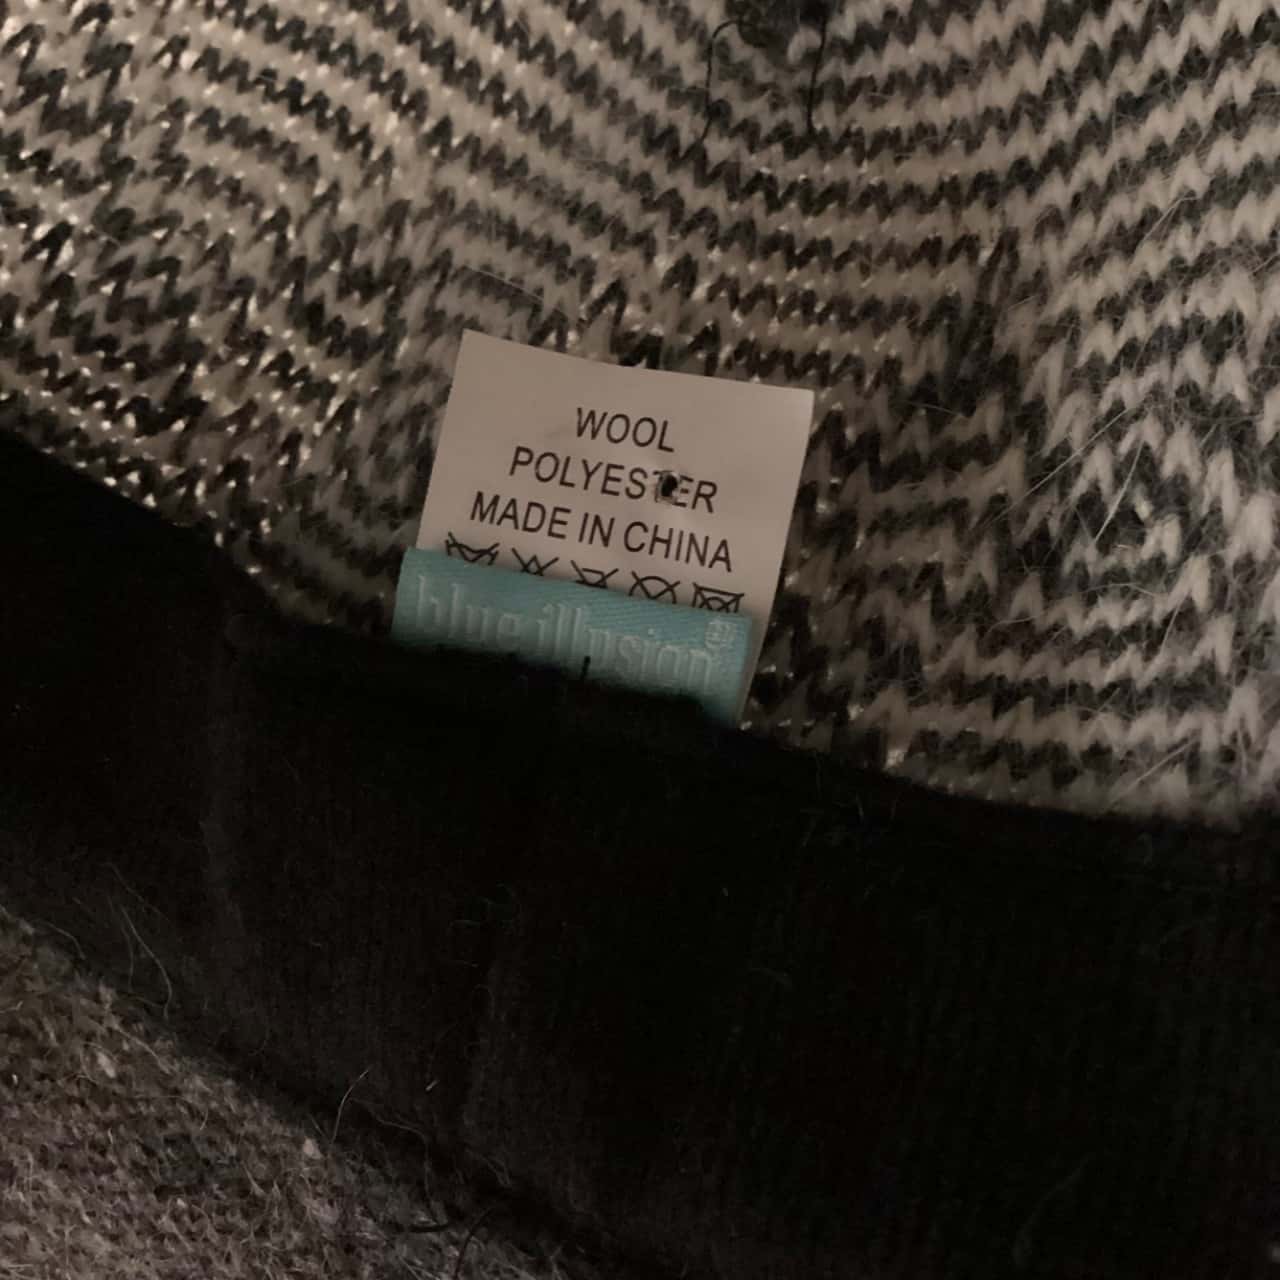 WOOL
POLYESTER
MADE IN CHINA
blue illusion®